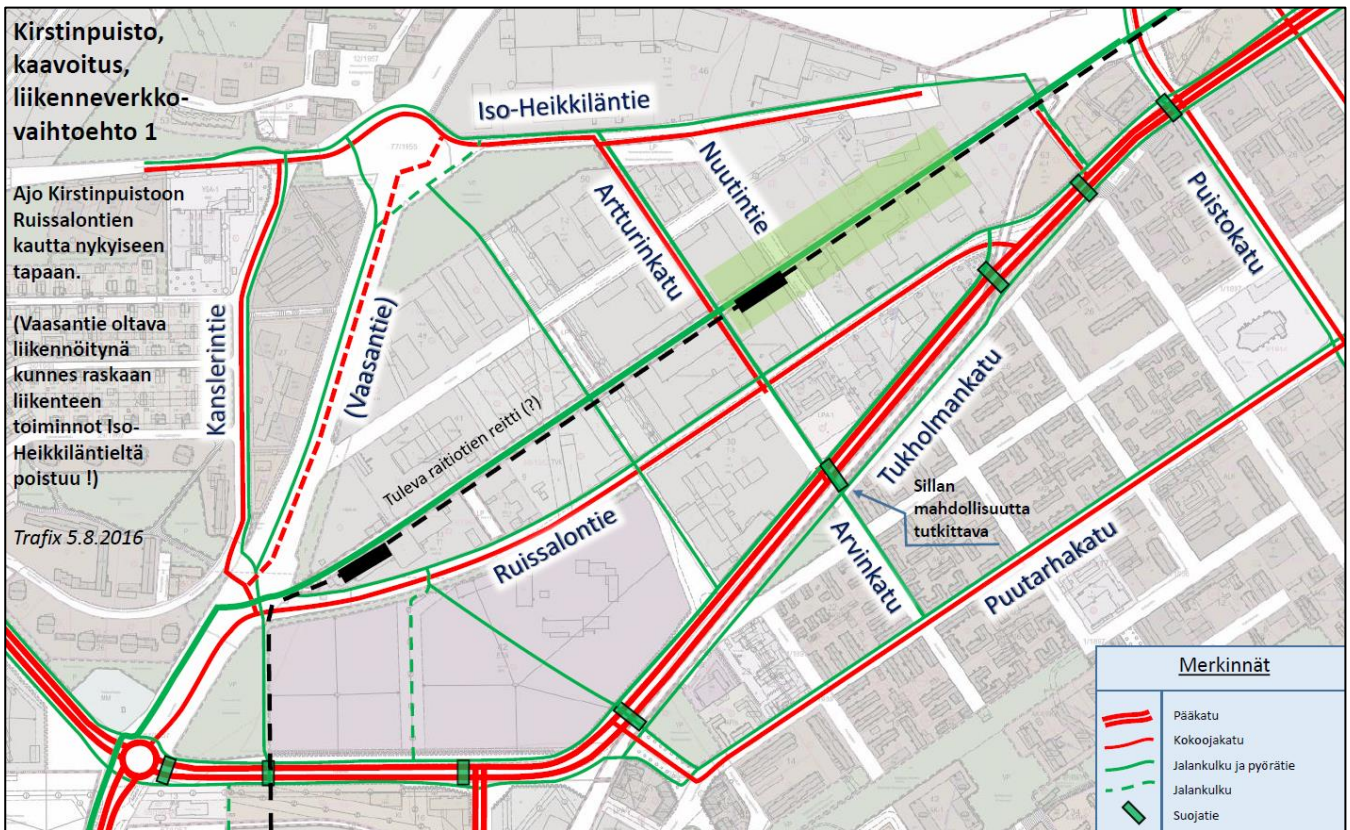 Kirstinpuisto,
kaavoitus,
liikenneverkko-
vaihtoehto 1
Ajo Kirstinpuistoon
Ruissalontien
kautta nykyiseen
tapaan.
(Vaasantie oltava
liikennöitynä
kunnes raskaan
liikenteen
toiminnot Iso-
Heikkiläntieltä
poistuu !)
Trafix 5.8.2016
Iso-Heikkiläntie
Kanslerintie
(Vaasantie)
Artturinkatu
Nuutintie
Puistokatu
Tuleva raitiotien reitti (?)
Ruissalontie
Tukholmankatu
Sillan
mahdollisuutta
tutkittava
Arvinkatu
Puutarhakatu
Merkinnät
Pääkatu
Kokoojakatu
Jalankulku ja pyörätie
Jalankulku
Suojatie